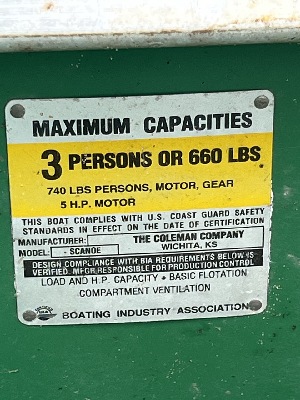 MAXIMUM CAPACITIES
3 PERSONS OR 660 LBS
740 LBS PERSONS, MOTOR, GEAR
5 H.P. MOTOR
THIS BOAT COMPLIES WITH U.S. COAST GUARD SAFETY
STANDARDS IN EFFECT ON THE DATE OF CERTIFICATION
MANUFACTURER: THE COLEMAN COMPANY
WICHITA, KS
MODEL: - SCANOE
DESIGN COMPLIANCE WITH BIA REQUIREMENTS BELOW IS
VERIFIED. MFGR. RESPONSIBLE FOR PRODUCTION CONTROL
LOAD AND H.P. CAPACITY • BASIC FLOTATION
COMPARTMENT VENTILATION
BOATING INDUSTRY ASSOCIATION